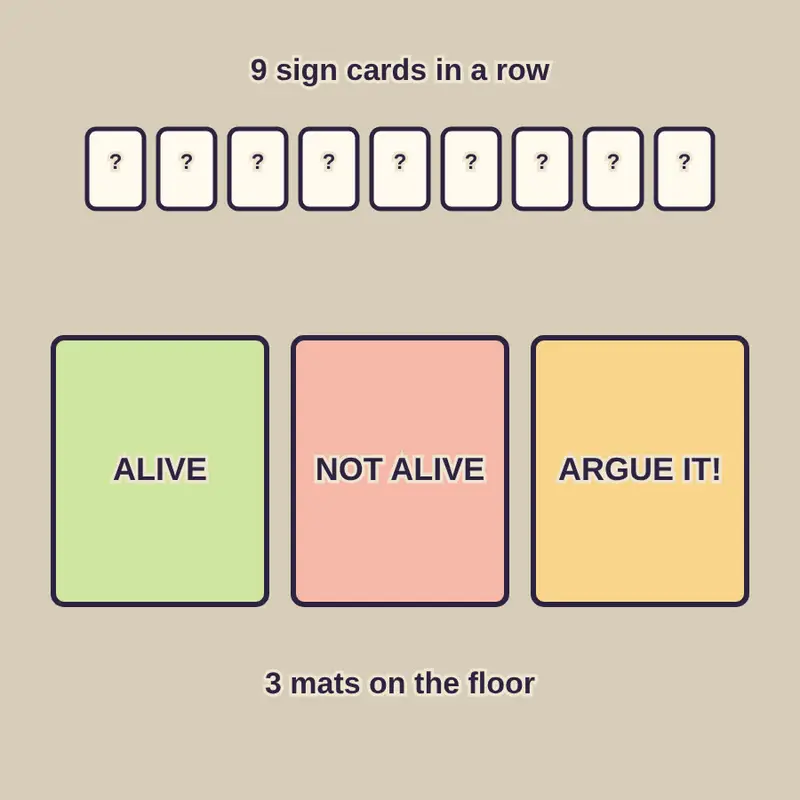 9 sign cards in a row
? ? ? ? ? ? ? ? ?
ALIVE NOT ALIVE ARGUE IT!
3 mats on the floor